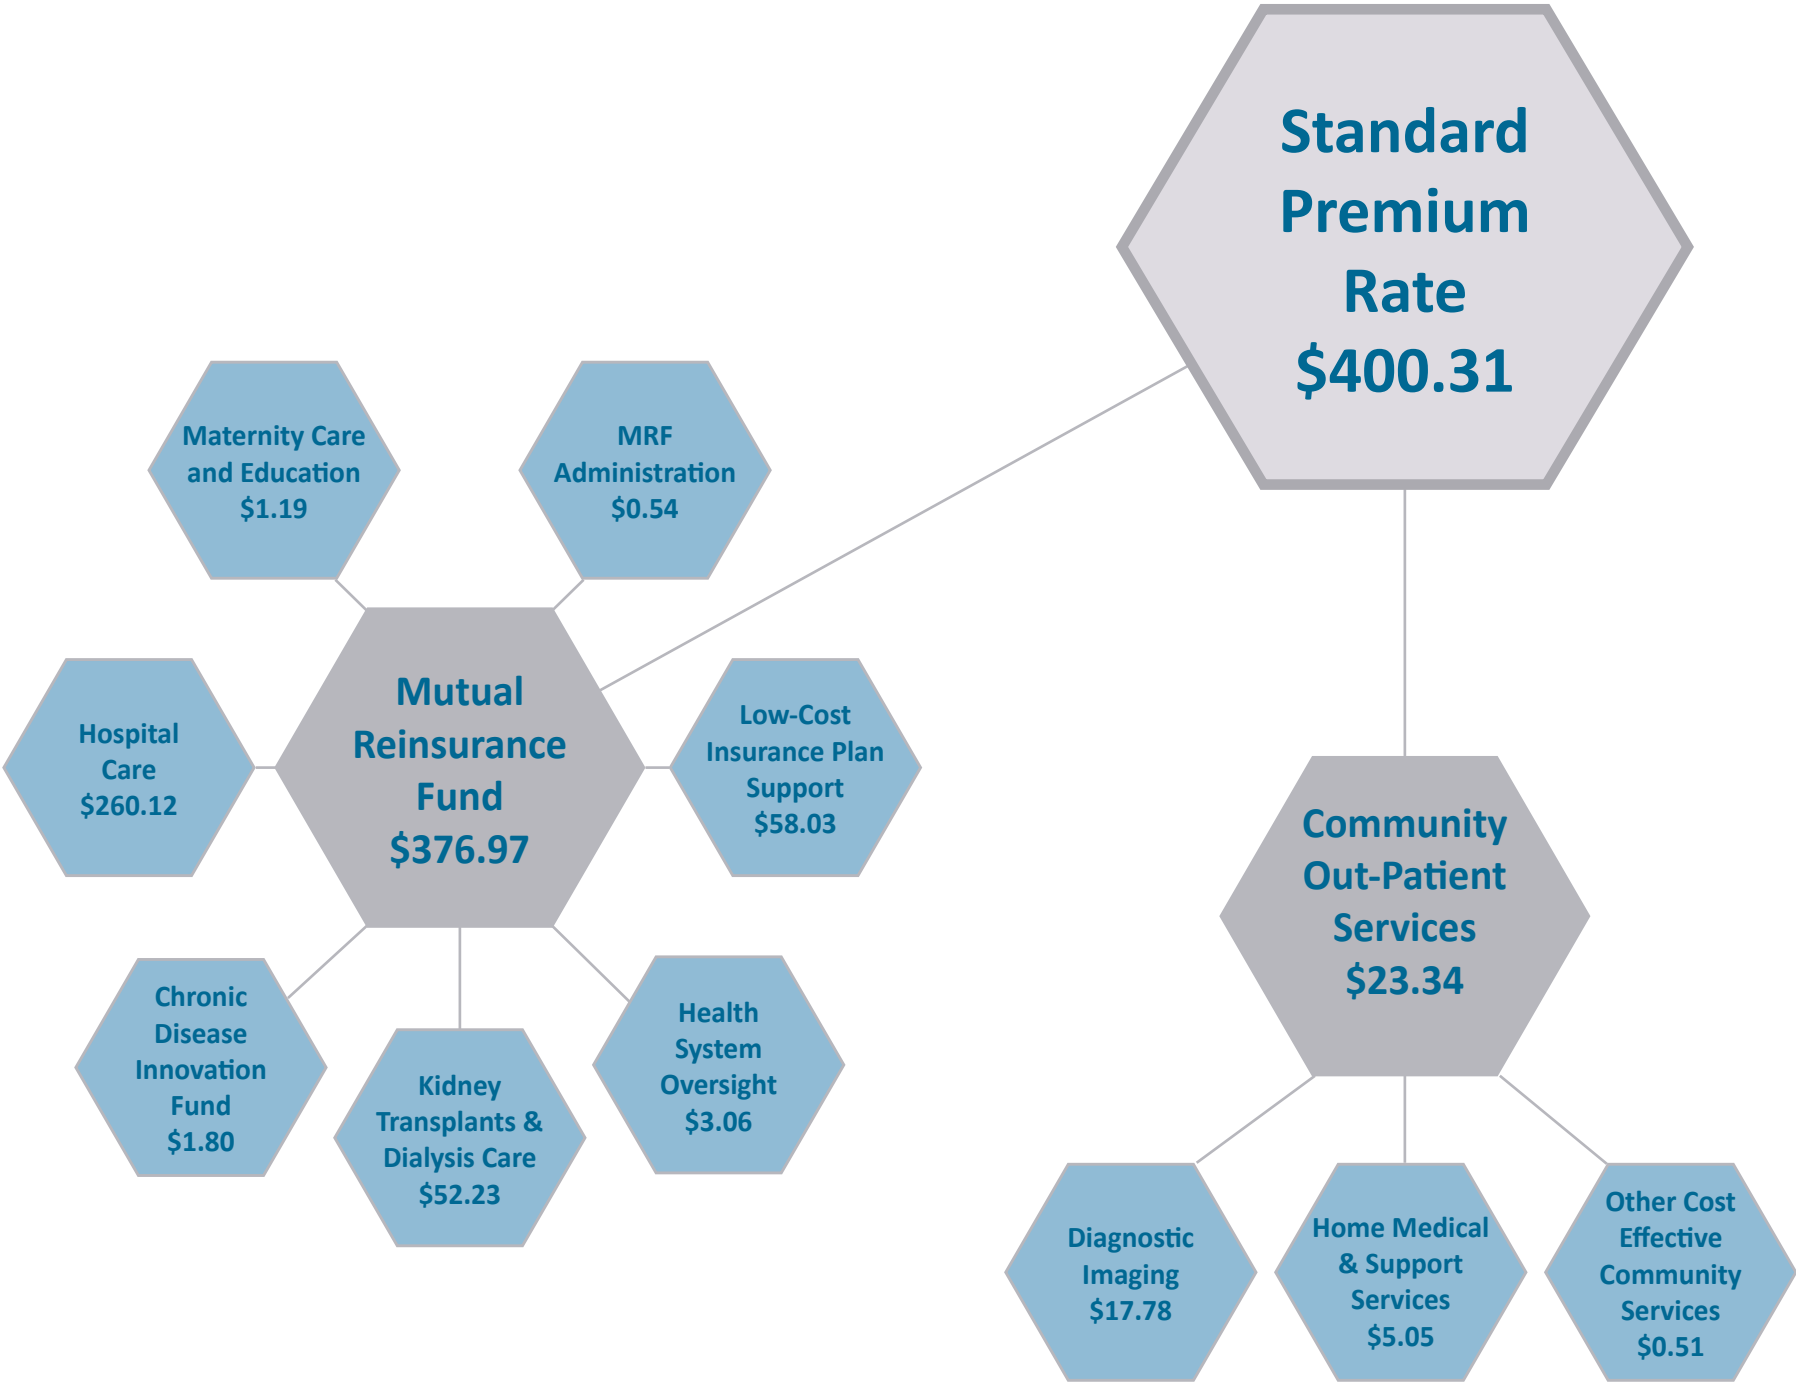 Standard
Premium
Rate
$400.31
Maternity Care
and Education
$1.19
MRF
Administration
$0.54
Mutual
Reinsurance
Fund
$376.97
Hospital
Care
$260.12
Low-Cost
Insurance Plan
Support
$58.03
Chronic
Disease
Innovation
Fund
$1.80
Kidney
Transplants &
Dialysis Care
$52.23
Health
System
Oversight
$3.06
Community
Out-Patient
Services
$23.34
Diagnostic
Imaging
$17.78
Home Medical
& Support
Services
$5.05
Other Cost
Effective
Community
Services
$0.51